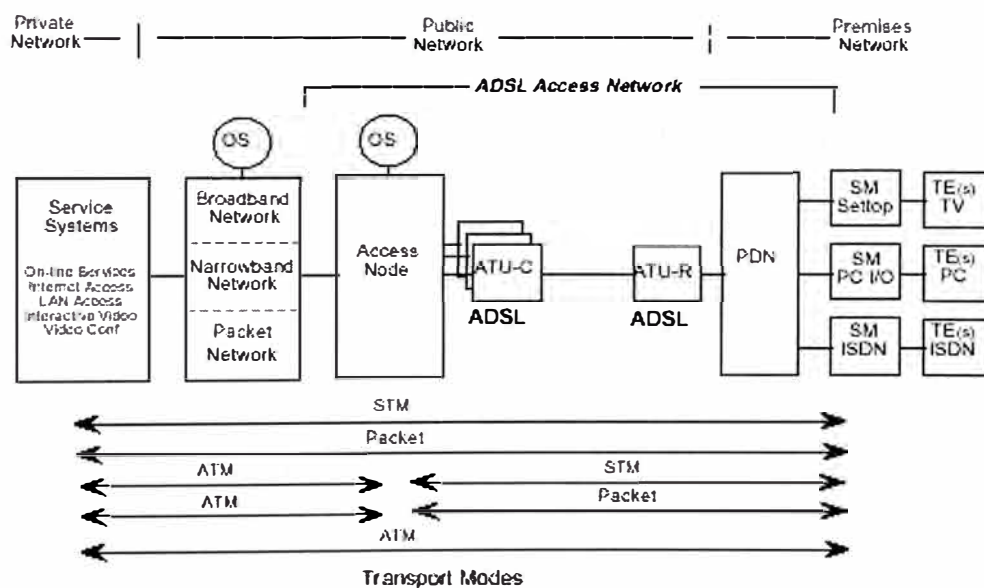 Private Network
Public Network
Premises Network
ADSL Access Network
OS
OS
Service Systems
On-line Services
Internet Access
LAN Access
Interactive Video
Video Conf
Broadband Network
Narrowband Network
Packet Network
Access Node
ATU-C
ADSL
ATU-R
ADSL
PDN
SM Settop
TE(s) TV
SM PC I/O
TE(s) PC
SM ISDN
TE(s) ISDN
STM
Packet
ATM
STM
ATM
Packet
ATM
Transport Modes